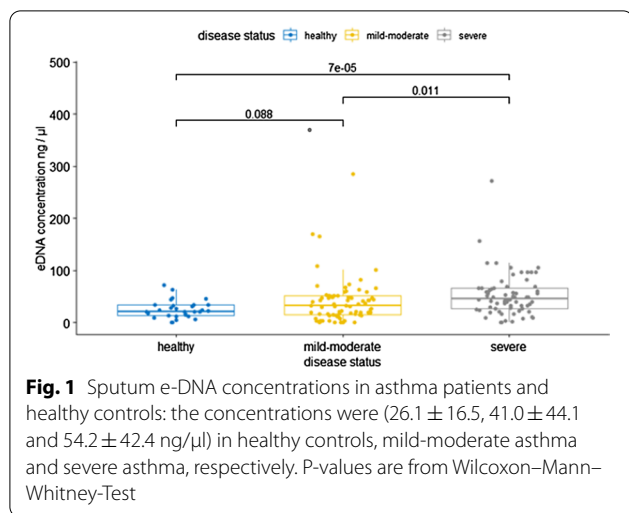 disease status healthy mild-moderate severe
500
400
300
200
100
0
eDNA concentration ng / µl
7e-05
0.011
0.088
healthy mild-moderate severe
disease status
Fig. 1 Sputum e-DNA concentrations in asthma patients and
healthy controls: the concentrations were (26.1 ± 16.5, 41.0 ± 44.1
and 54.2 ± 42.4 ng/µl) in healthy controls, mild-moderate asthma
and severe asthma, respectively. P-values are from Wilcoxon–Mann–
Whitney-Test